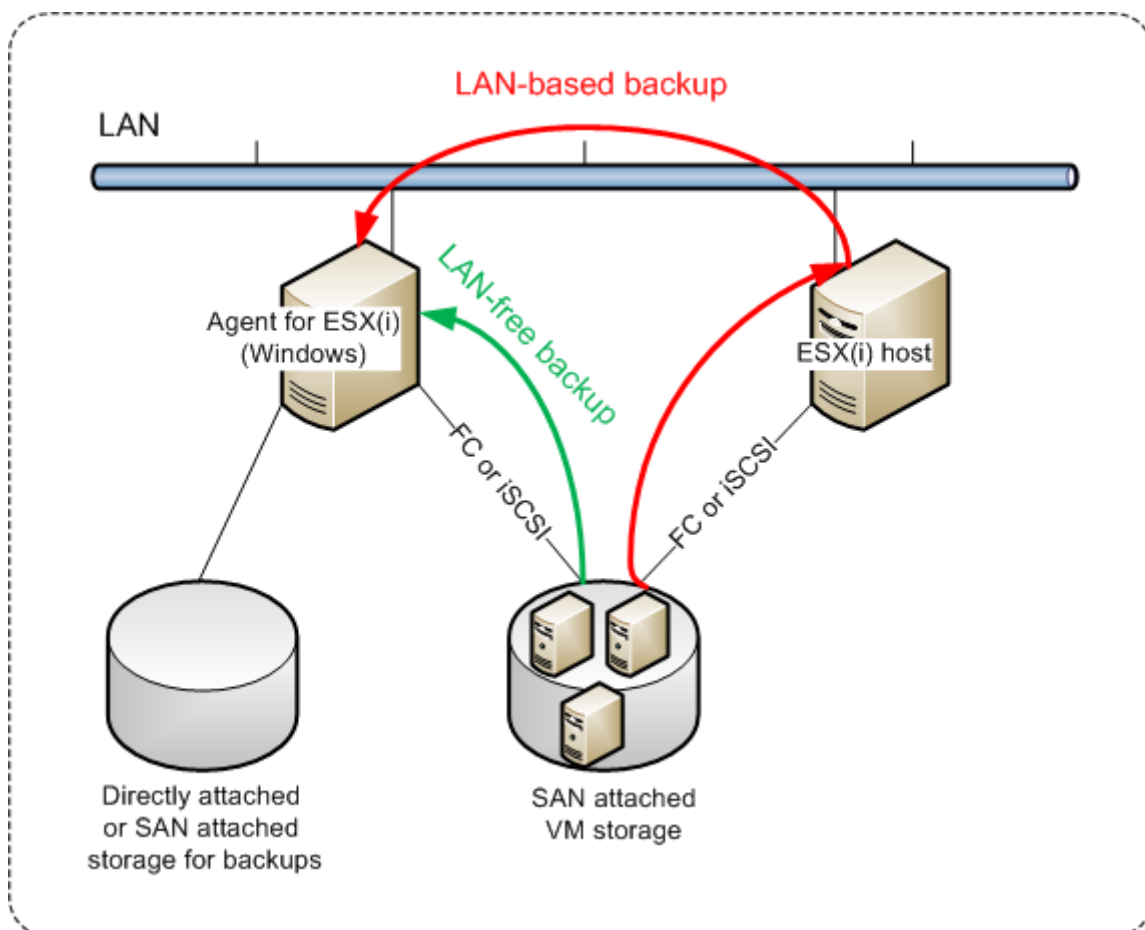 LAN-based backup
LAN
LAN-free backup
Agent for ESX(i)
(Windows)
ESX(i) host
FC or iSCSI
FC or iSCSI
Directly attached
or SAN attached
storage for backups
SAN attached
VM storage